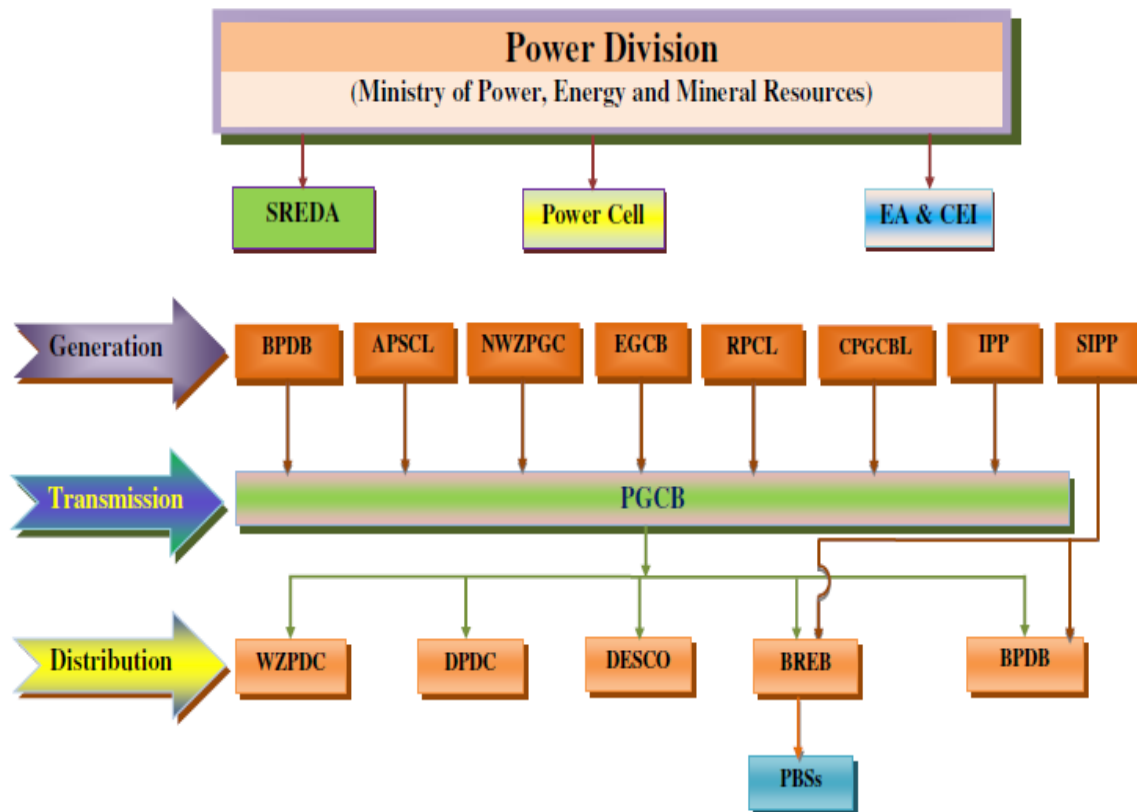 Power Division
(Ministry of Power, Energy and Mineral Resources)
SREDA
Power Cell
EA & CEI
Generation
BPDB
APSCL
NWZPGC
EGCB
RPCL
CPGCBL
IPP
SIPP
Transmission
PGCB
Distribution
WZPDC
DPDC
DESCO
BREB
BPDB
PBSs